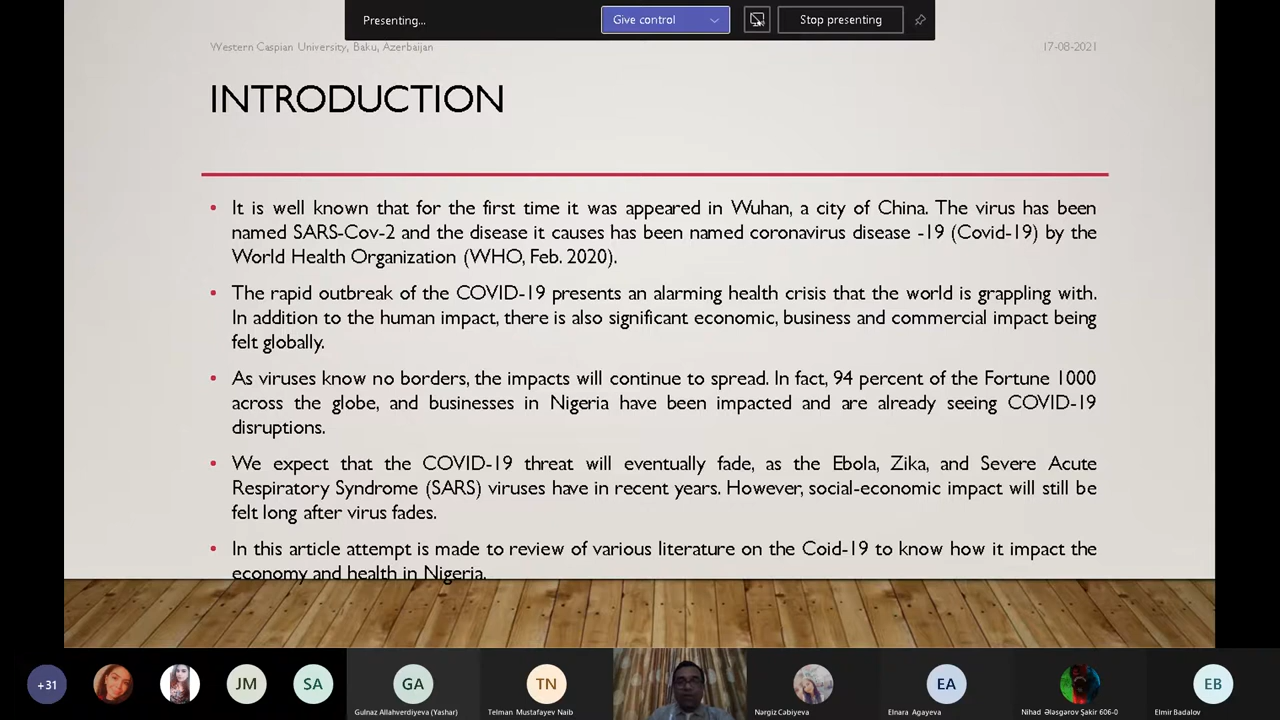 Presenting...
Give control
Stop presenting
Western Caspian University, Baku, Azerbaijan
17-08-2021
INTRODUCTION
• It is well known that for the first time it was appeared in Wuhan, a city of China. The virus has been
named SARS-Cov-2 and the disease it causes has been named coronavirus disease -19 (Covid-19) by the
World Health Organization (WHO, Feb. 2020).
• The rapid outbreak of the COVID-19 presents an alarming health crisis that the world is grappling with.
In addition to the human impact, there is also significant economic, business and commercial impact being
felt globally.
• As viruses know no borders, the impacts will continue to spread. In fact, 94 percent of the Fortune 1000
across the globe, and businesses in Nigeria have been impacted and are already seeing COVID-19
disruptions.
• We expect that the COVID-19 threat will eventually fade, as the Ebola, Zika, and Severe Acute
Respiratory Syndrome (SARS) viruses have in recent years. However, social-economic impact will still be
felt long after virus fades.
• In this article attempt is made to review of various literature on the Coid-19 to know how it impact the
economy and health in Nigeria.
+31
JM
SA
GA
TN
EA
EB
Gulnaz Allahverdiyeva (Yashar)
Telman Mustafayev Naib
Nərgiz Cəbiyeva
Elnara Agayeva
Nihad Ələsgərov Şakir 606-0
Elmir Badalov